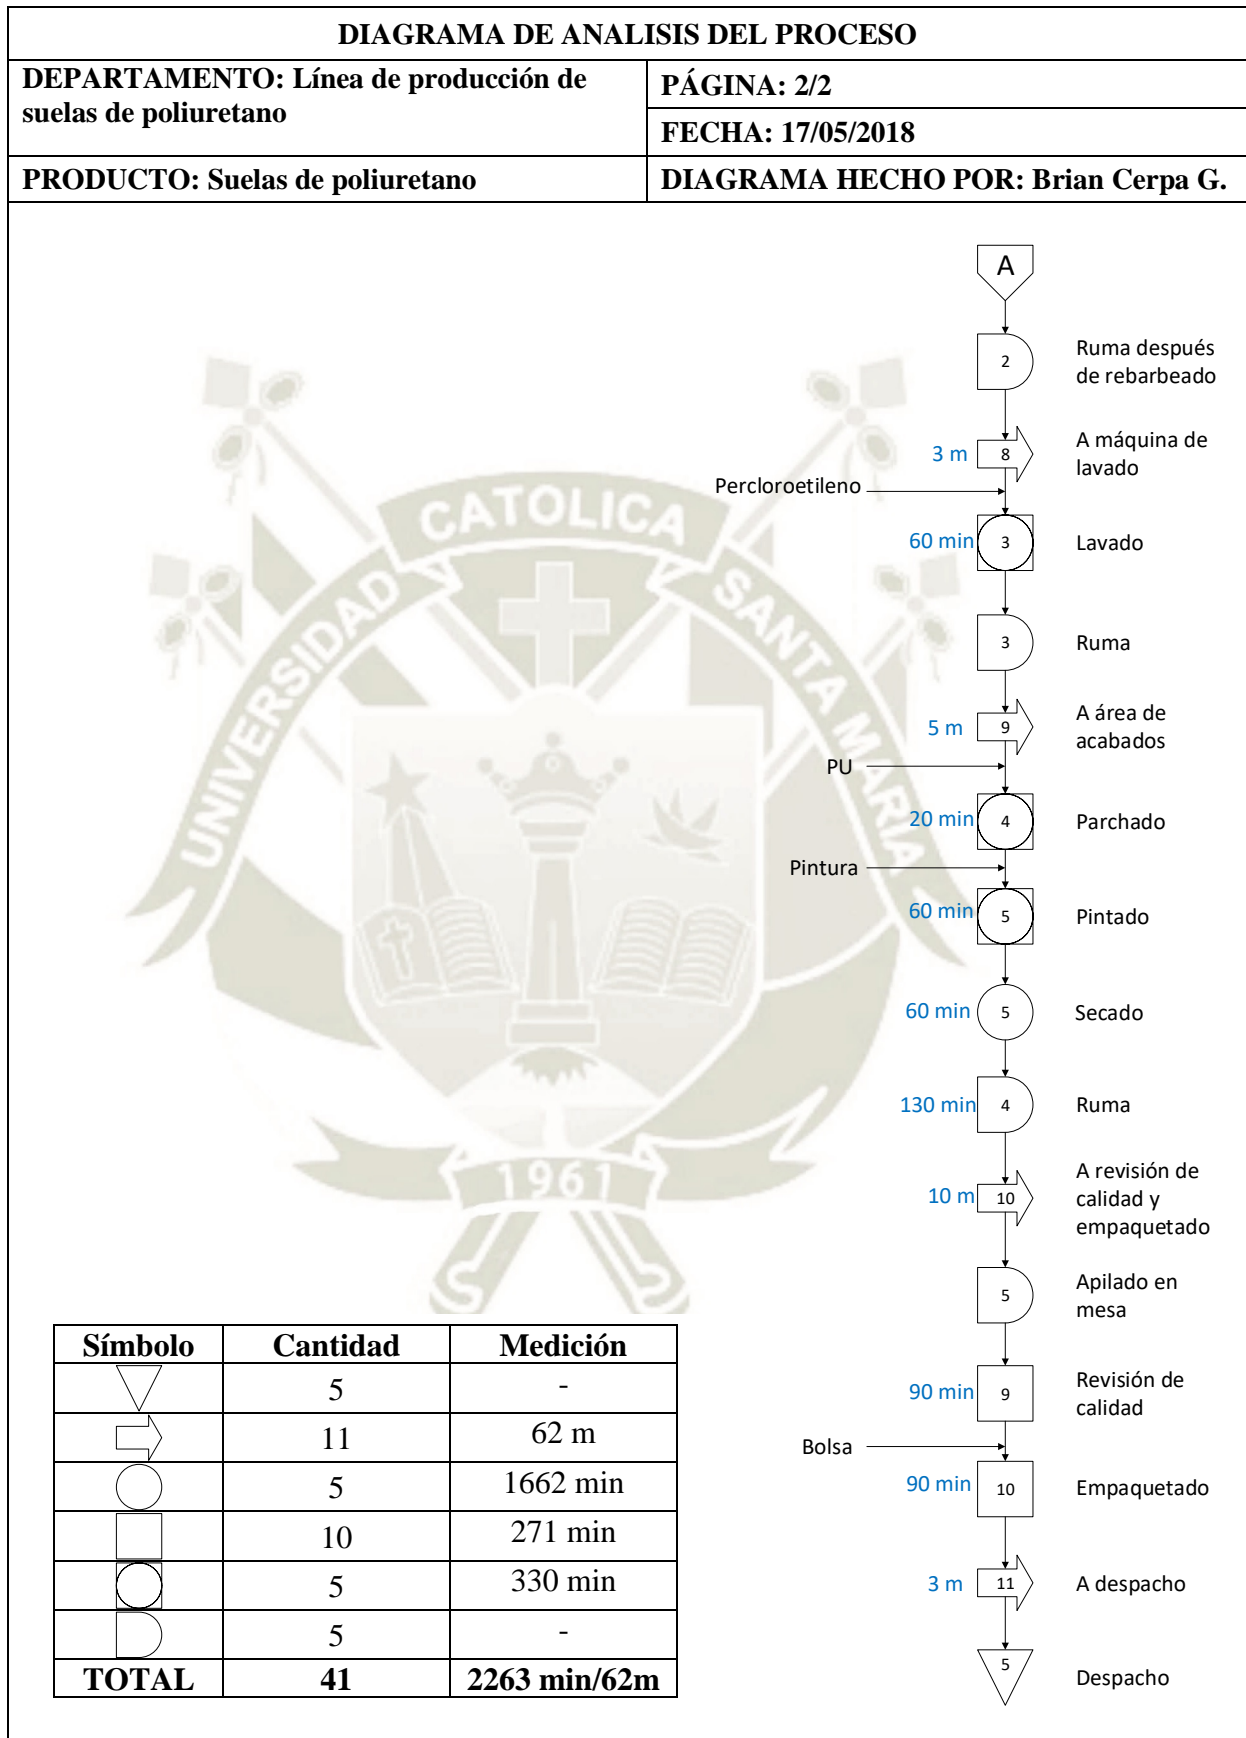 DIAGRAMA DE ANALISIS DEL PROCESO
DEPARTAMENTO: Línea de producción de
suelas de poliuretano
PÁGINA: 2/2
FECHA: 17/05/2018
PRODUCTO: Suelas de poliuretano
DIAGRAMA HECHO POR: Brian Cerpa G.
A
2
Ruma después
de rebarbeado
3 m
8
A máquina de
lavado
Percloroetileno
60 min
3
Lavado
3
Ruma
5 m
9
A área de
acabados
PU
20 min
4
Parchado
Pintura
60 min
5
Pintado
60 min
5
Secado
130 min
4
Ruma
10 m
10
A revisión de
calidad y
empaquetado
5
Apilado en
mesa
90 min
9
Revisión de
calidad
Bolsa
90 min
10
Empaquetado
3 m
11
A despacho
5
Despacho
Símbolo Cantidad Medición
5 -
11 62 m
5 1662 min
10 271 min
5 330 min
5 -
TOTAL 41 2263 min/62m
UNIVERSIDAD CATOLICA SANTA MARIA
1961